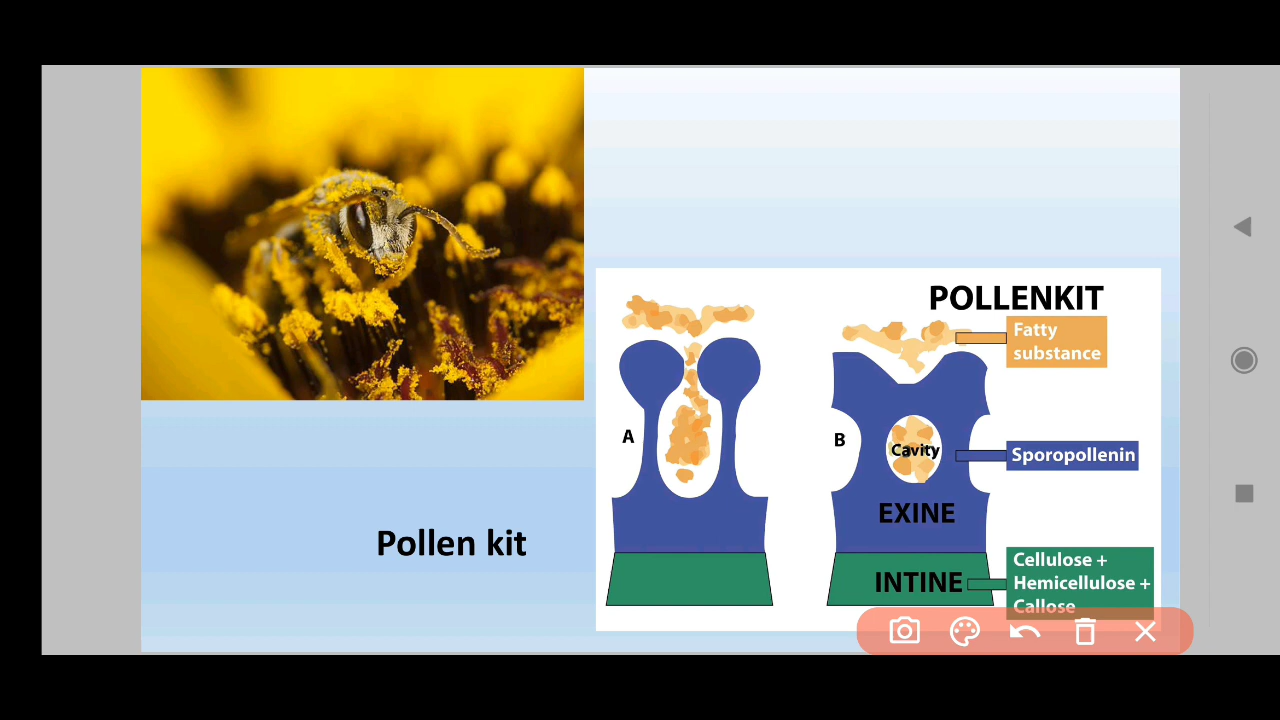 POLLENKIT
Fatty
substance
A
B
Cavity
Sporopollenin
EXINE
Pollen kit
INTINE
Cellulose +
Hemicellulose +
Callose